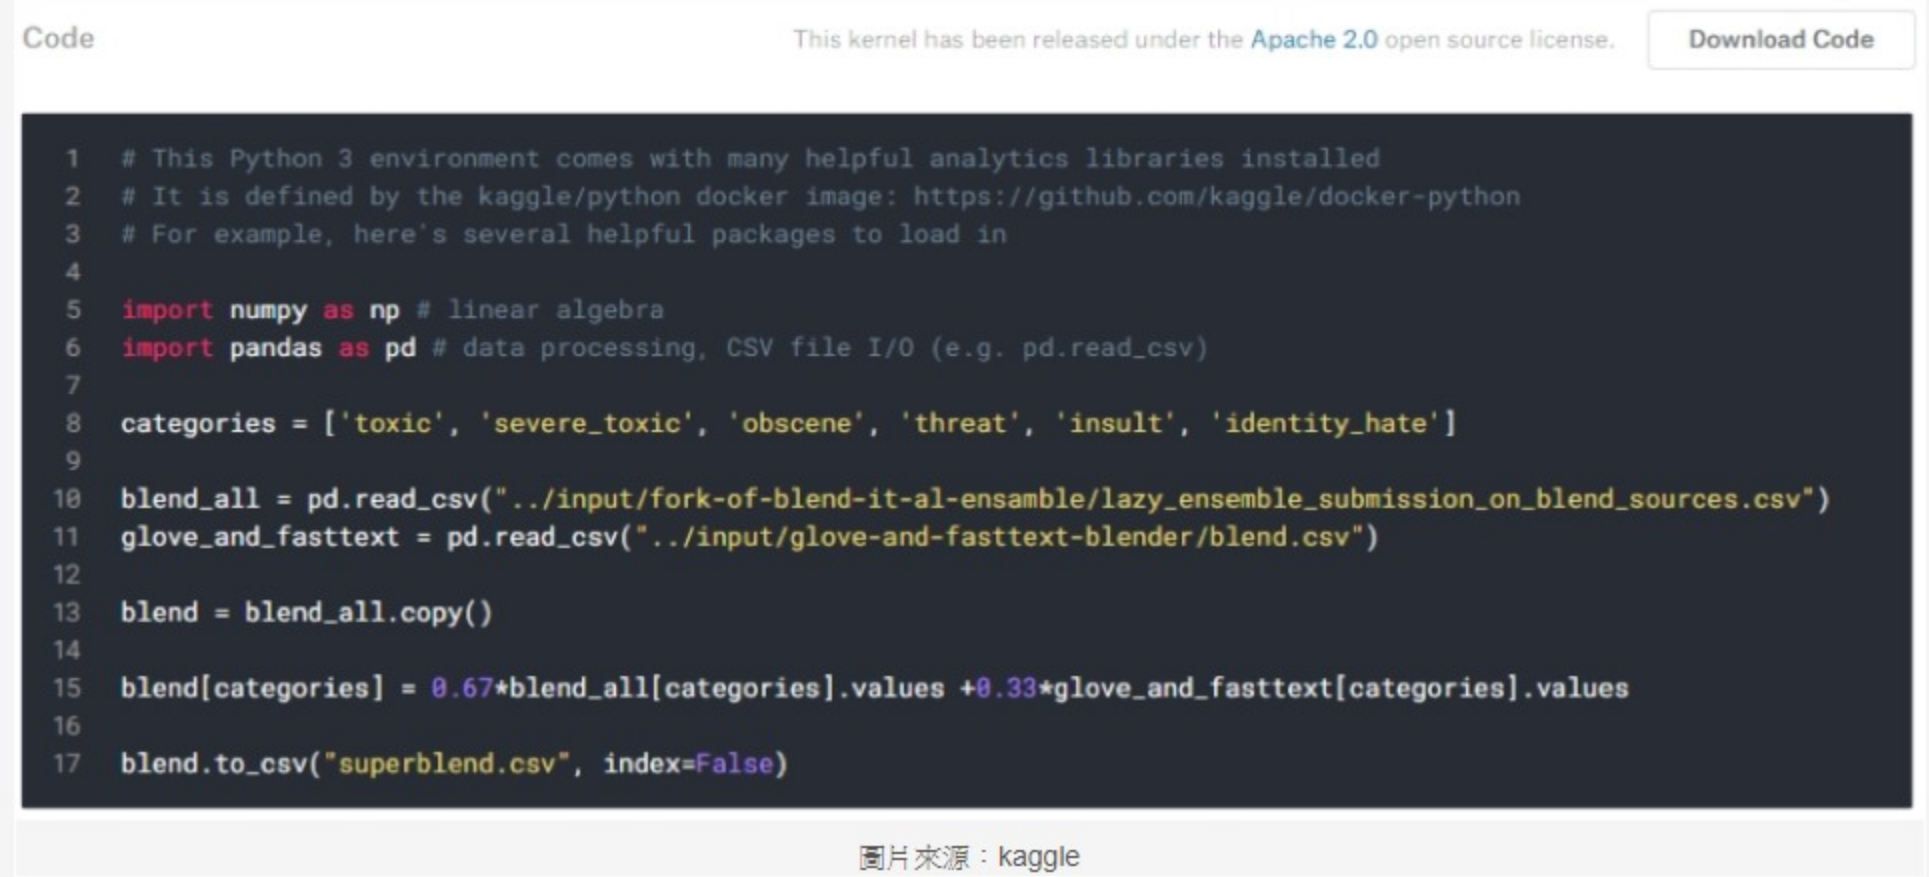 Code
This kernel has been released under the Apache 2.0 open source license.
Download Code
1 # This Python 3 environment comes with many helpful analytics libraries installed
2 # It is defined by the kaggle/python docker image: https://github.com/kaggle/docker-python
3 # For example, here's several helpful packages to load in
4
5 import numpy as np # linear algebra
6 import pandas as pd # data processing, CSV file I/O (e.g. pd.read_csv)
7
8 categories = ['toxic', 'severe_toxic', 'obscene', 'threat', 'insult', 'identity_hate']
9
10 blend_all = pd.read_csv("../input/fork-of-blend-it-al-ensamble/lazy_ensemble_submission_on_blend_sources.csv")
11 glove_and_fasttext = pd.read_csv("../input/glove-and-fasttext-blender/blend.csv")
12
13 blend = blend_all.copy()
14
15 blend[categories] = 0.67*blend_all[categories].values +0.33*glove_and_fasttext[categories].values
16
17 blend.to_csv("superblend.csv", index=False)
圖片來源：kaggle